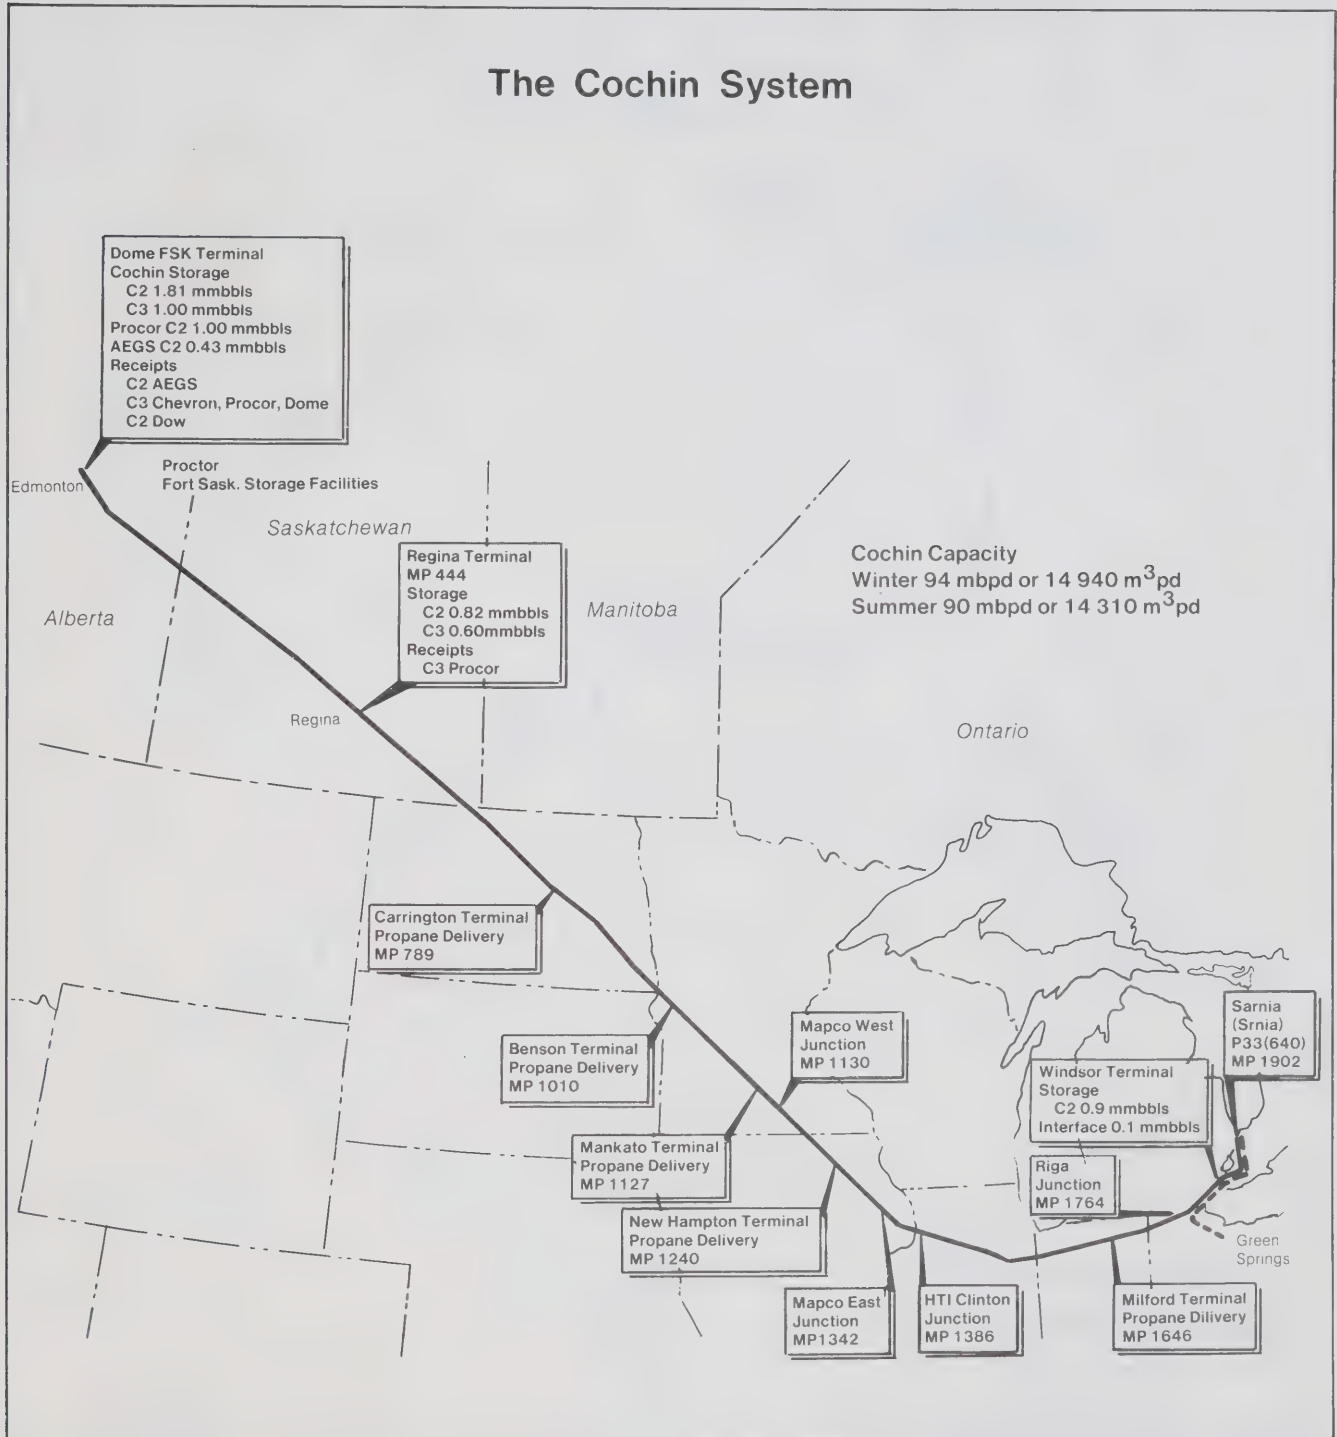 The Cochin System
Dome FSK Terminal
Cochin Storage
C2 1.81 mmbbls
C3 1.00 mmbbls
Procor C2 1.00 mmbbls
AEGS C2 0.43 mmbbls
Receipts
C2 AEGS
C3 Chevron, Procor, Dome
C2 Dow
Edmonton
Proctor
Fort Sask. Storage Facilities
Saskatchewan
Alberta
Regina Terminal
MP 444
Storage
C2 0.82 mmbbls
C3 0.60mmbbls
Receipts
C3 Procor
Manitoba
Cochin Capacity
Winter 94 mbpd or 14 940 m³pd
Summer 90 mbpd or 14 310 m³pd
Regina
Ontario
Carrington Terminal
Propane Delivery
MP 789
Benson Terminal
Propane Delivery
MP 1010
Mapco West
Junction
MP 1130
Sarnia
(Srnia)
P33(640)
MP 1902
Windsor Terminal
Storage
C2 0.9 mmbbls
Interface 0.1 mmbbls
Mankato Terminal
Propane Delivery
MP 1127
Riga
Junction
MP 1764
New Hampton Terminal
Propane Delivery
MP 1240
Green
Springs
Mapco East
Junction
MP1342
HTI Clinton
Junction
MP 1386
Milford Terminal
Propane Dilivery
MP 1646